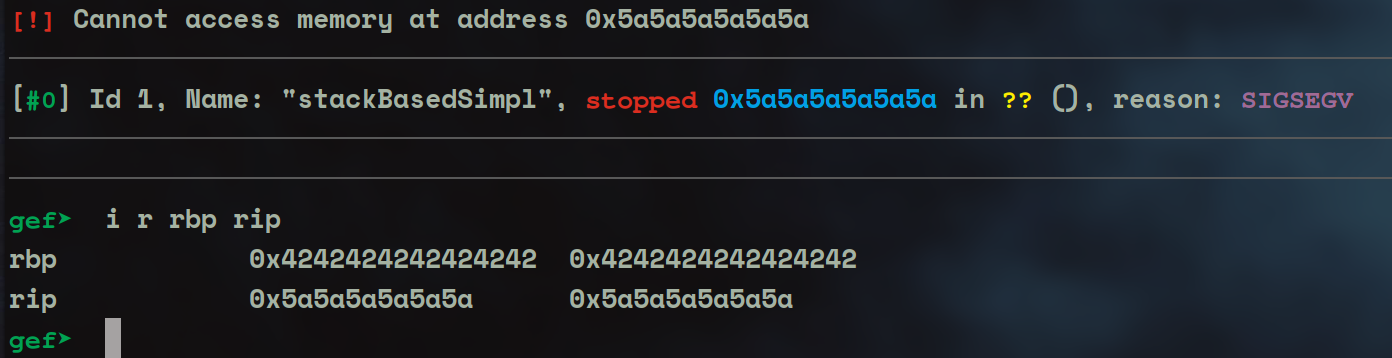 [!] Cannot access memory at address 0x5a5a5a5a5a5a
[#0] Id 1, Name: "stackBasedSimpl", stopped 0x5a5a5a5a5a5a in ?? (), reason: SIGSEGV
gef➤ i r rbp rip
rbp 0x4242424242424242 0x4242424242424242
rip 0x5a5a5a5a5a5a 0x5a5a5a5a5a5a
gef➤